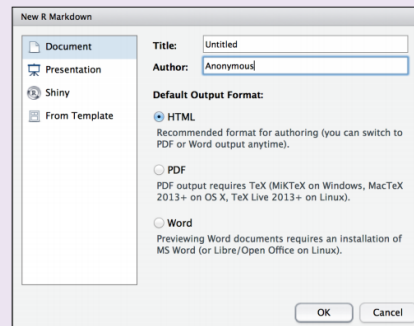 New R Markdown
Document
Presentation
Shiny
From Template
Title: Untitled
Author: Anonymous
Default Output Format:
HTML
Recommended format for authoring (you can switch to
PDF or Word output anytime).
PDF
PDF output requires TeX (MiKTeX on Windows, MacTeX
2013+ on OS X, TeX Live 2013+ on Linux).
Word
Previewing Word documents requires an installation of
MS Word (or Libre/Open Office on Linux).
OK Cancel